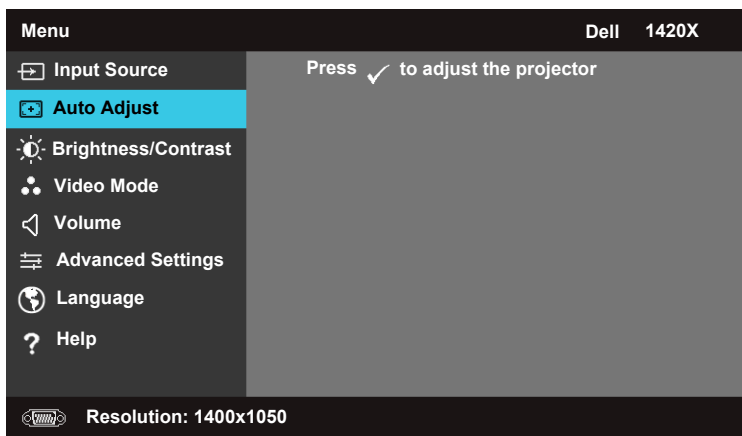 Menu Dell 1420X
Input Source
Press ✓ to adjust the projector
Auto Adjust
Brightness/Contrast
Video Mode
Volume
Advanced Settings
Language
? Help
Resolution: 1400x1050